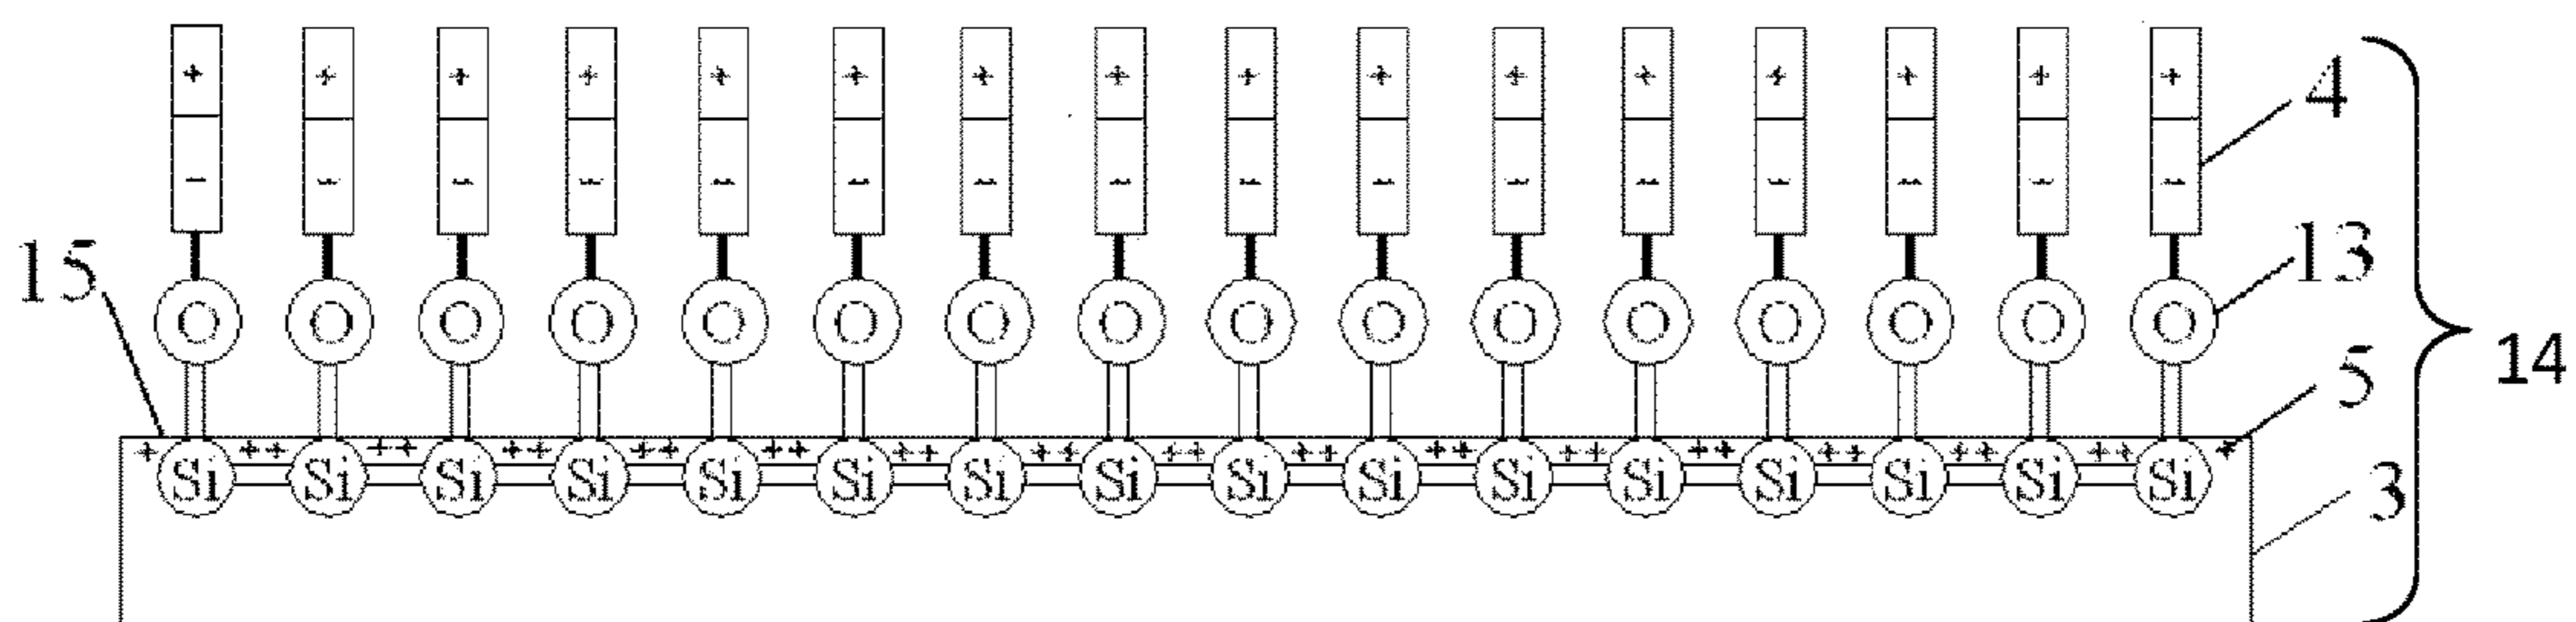 + + + + + + + + + + + + + + + +
4
− − − − − − − − − − − − − − − −
13
15
O O O O O O O O O O O O O O O O
14
5
+ ++ ++ ++ ++ ++ ++ ++ ++ ++ ++ ++ ++ ++ ++ ++ +
Si Si Si Si Si Si Si Si Si Si Si Si Si Si Si Si
3